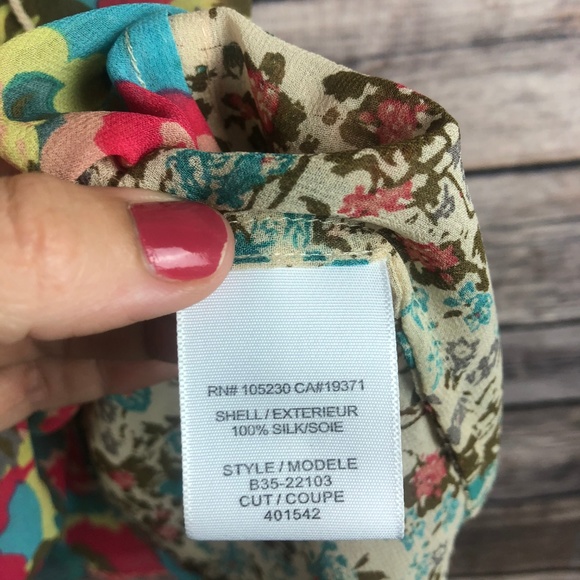 RN# 105230 CA#19371
SHELL / EXTERIEUR
100% SILK/SOIE
STYLE / MODELE
B35-22103
CUT / COUPE
401542